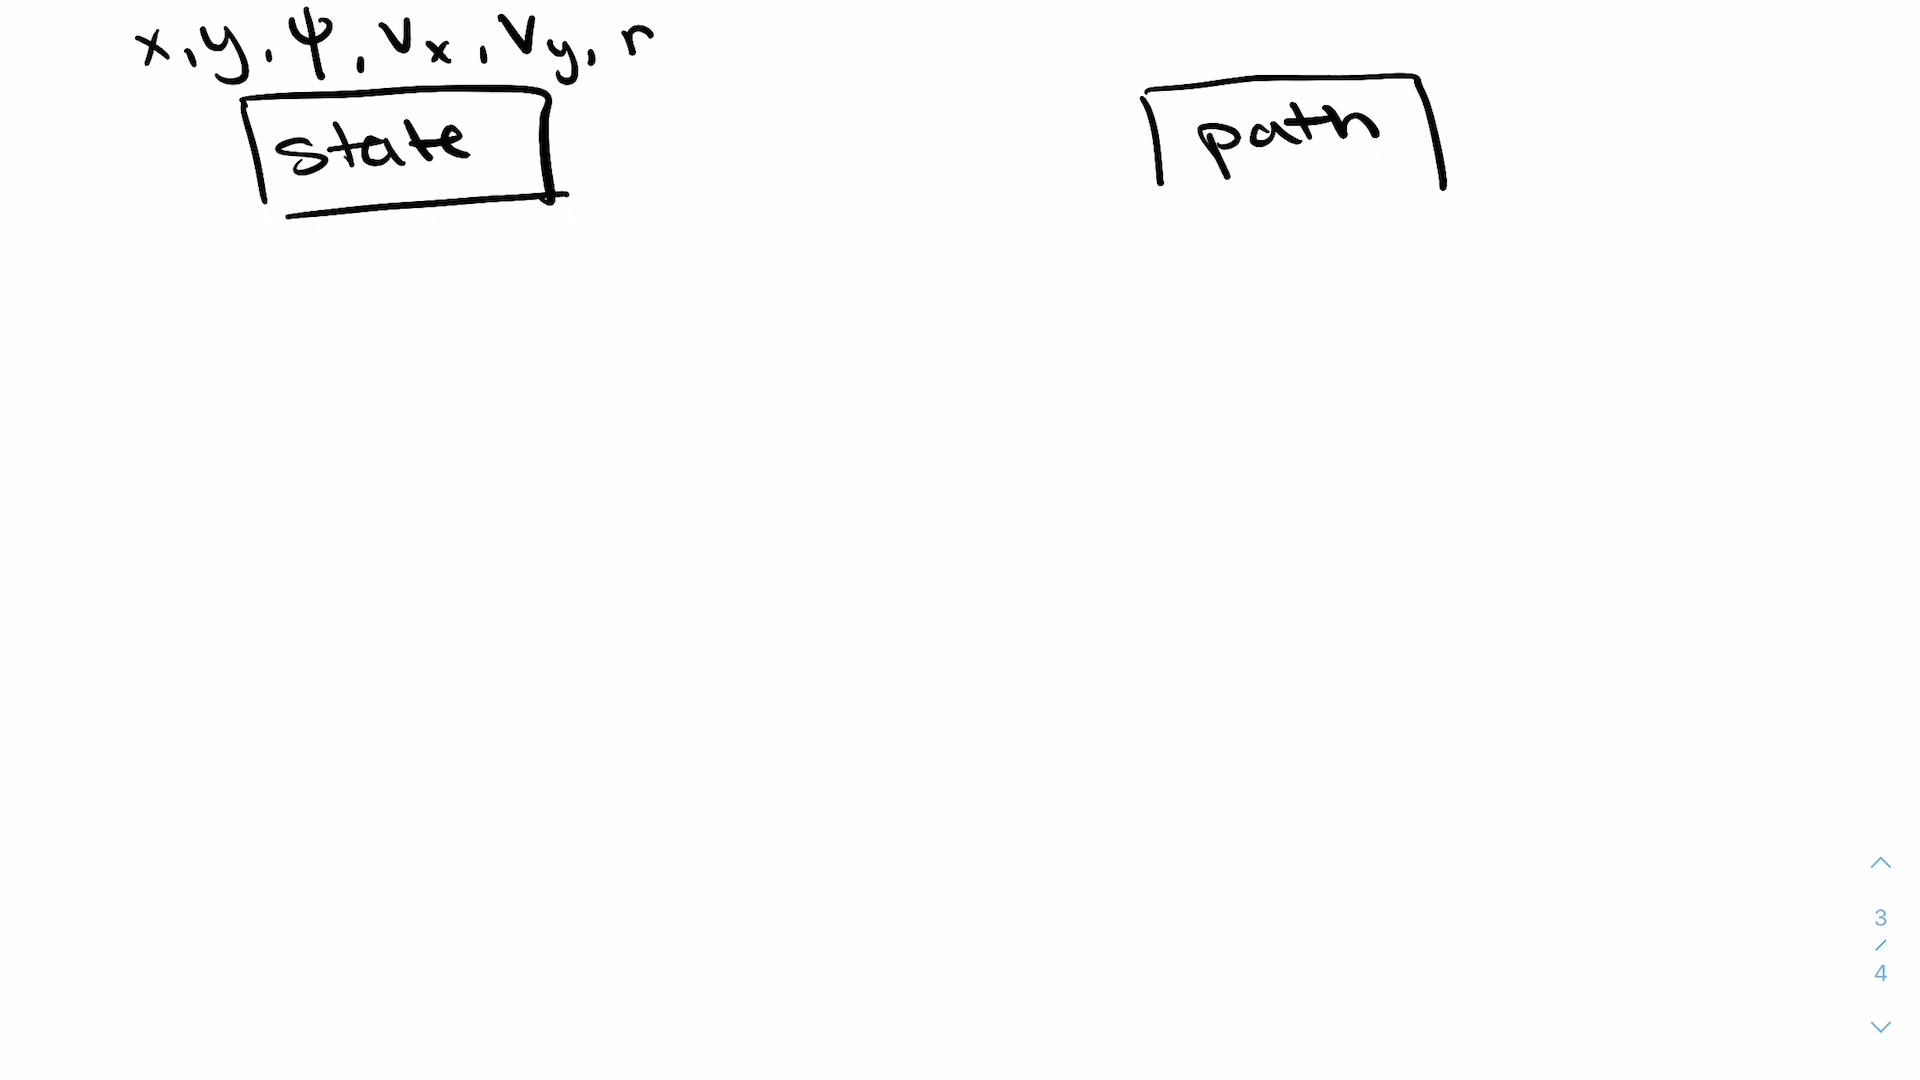 x, y, ψ, vx, vy, r
state
path
3
/
4